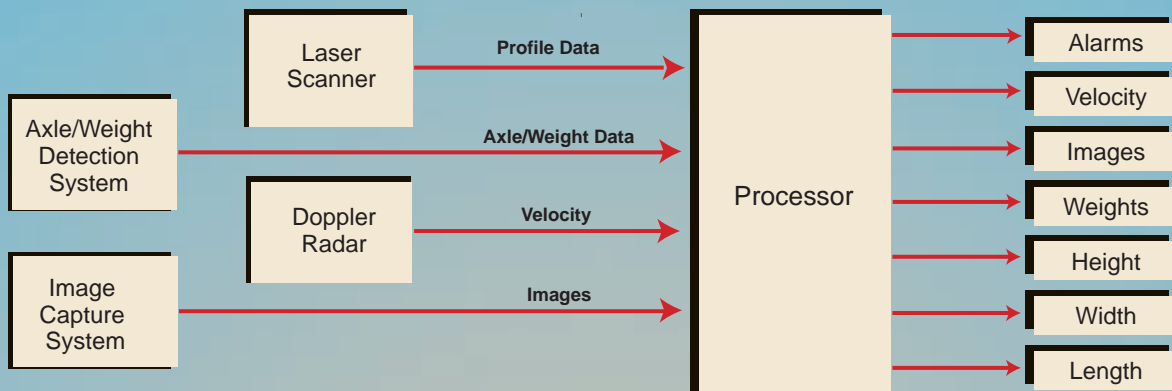 Laser
Scanner
Profile Data
Axle/Weight
Detection
System
Axle/Weight Data
Doppler
Radar
Velocity
Image
Capture
System
Images
Processor
Alarms
Velocity
Images
Weights
Height
Width
Length